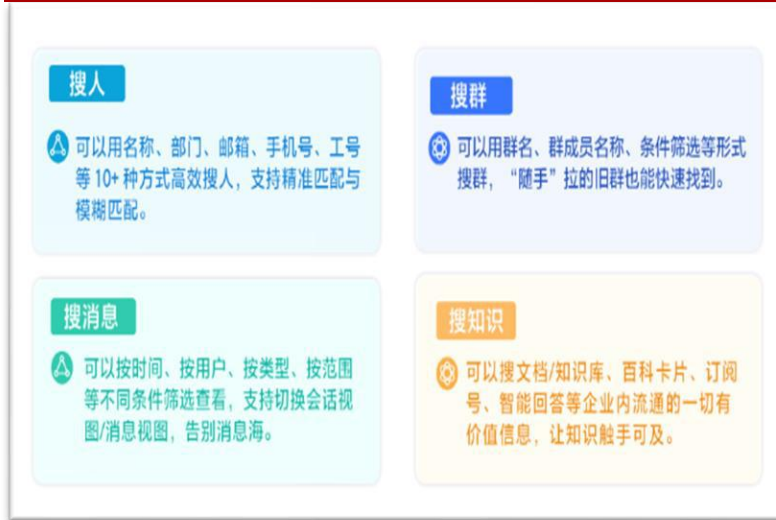 搜人
可以用名称、部门、邮箱、手机号、工号
等 10+ 种方式高效搜人，支持精准匹配与
模糊匹配。
搜群
可以用群名、群成员名称、条件筛选等形式
搜群，“随手”拉的旧群也能快速找到。
搜消息
可以按时间、按用户、按类型、按范围
等不同条件筛选查看，支持切换会话视
图/消息视图，告别消息海。
搜知识
可以搜文档/知识库、百科卡片、订阅
号、智能回答等企业内流通的一切有
价值信息，让知识触手可及。